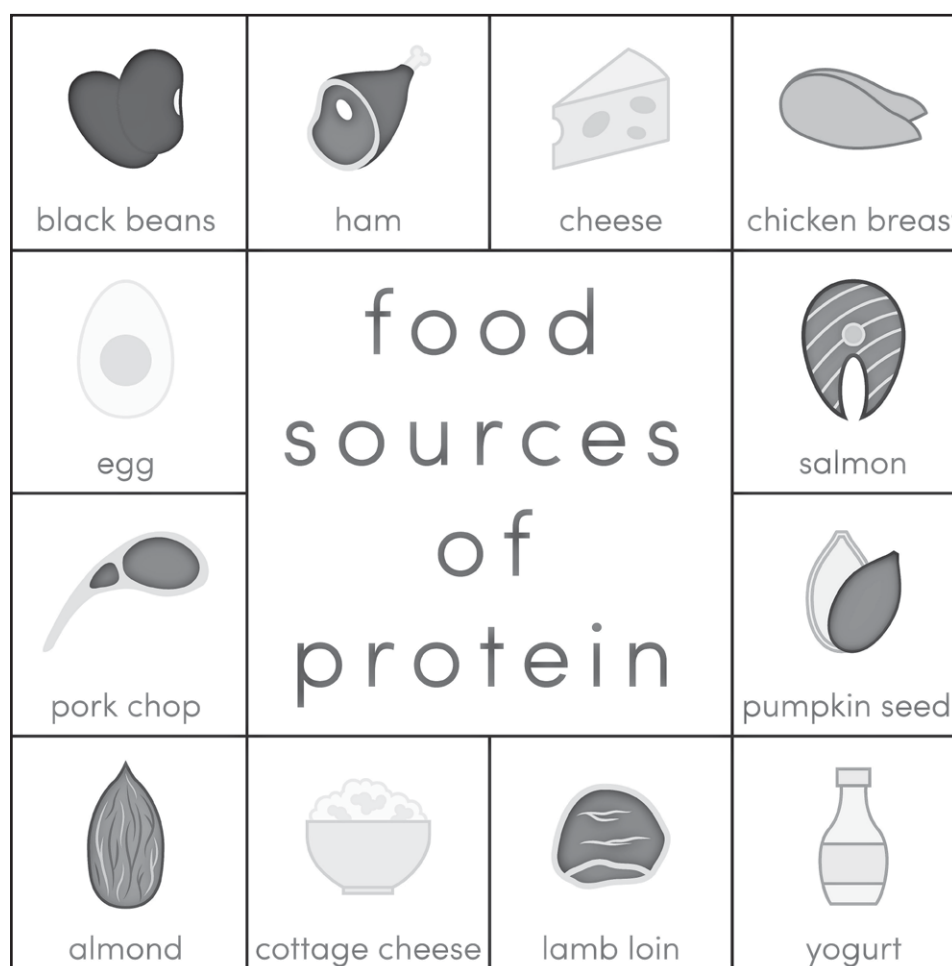 black beans
ham
cheese
chicken breas
food
egg
sources
salmon
of
protein
pork chop
pumpkin seed
almond
cottage cheese
lamb loin
yogurt